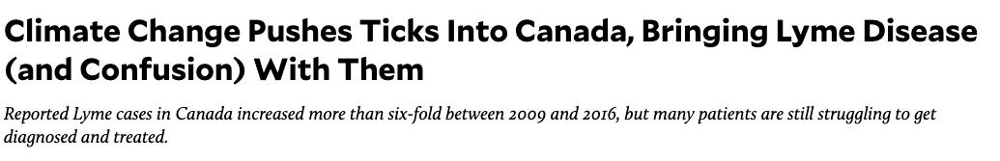 Climate Change Pushes Ticks Into Canada, Bringing Lyme Disease
(and Confusion) With Them
Reported Lyme cases in Canada increased more than six-fold between 2009 and 2016, but many patients are still struggling to get
diagnosed and treated.